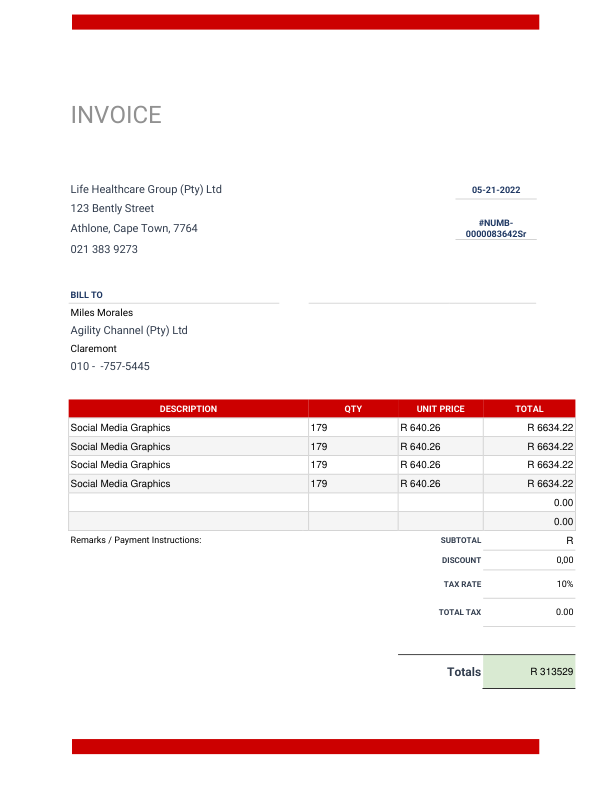 INVOICE
Life Healthcare Group (Pty) Ltd
05-21-2022
123 Bently Street
Athlone, Cape Town, 7764
#NUMB-
0000083642Sr
021 383 9273
BILL TO
Miles Morales
Agility Channel (Pty) Ltd
Claremont
010 -  -757-5445
DESCRIPTION QTY UNIT PRICE TOTAL
Social Media Graphics 179 R 640.26 R 6634.22
Social Media Graphics 179 R 640.26 R 6634.22
Social Media Graphics 179 R 640.26 R 6634.22
Social Media Graphics 179 R 640.26 R 6634.22
0.00
0.00
Remarks / Payment Instructions: SUBTOTAL R
DISCOUNT 0,00
TAX RATE 10%
TOTAL TAX 0.00
Totals R 313529